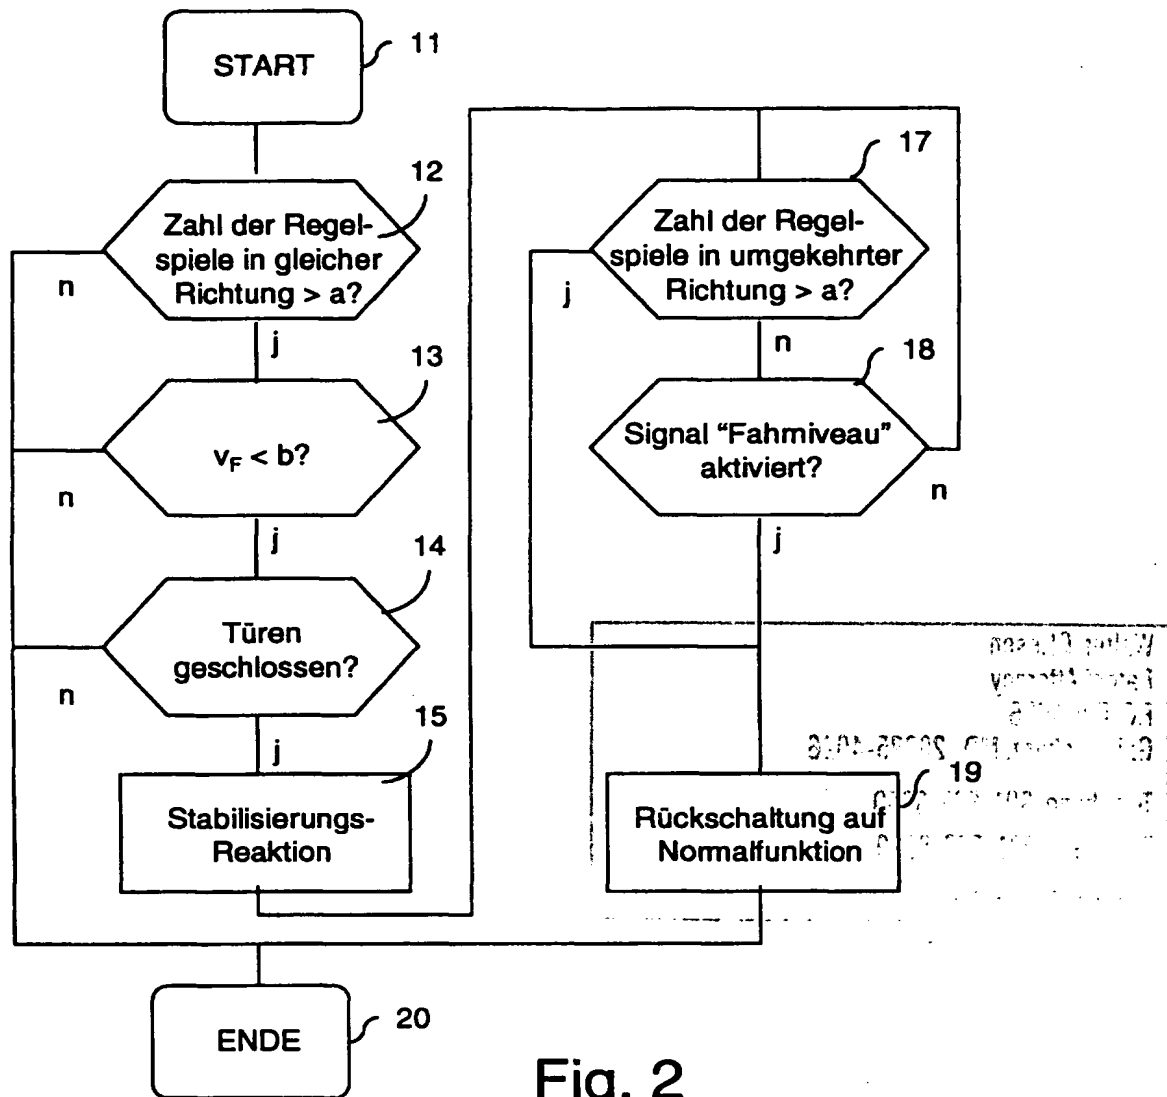 START
11
12
Zahl der Regel-
spiele in gleicher
Richtung > a?
n
j
13
v_F < b?
n
j
14
Türen
geschlossen?
n
j
15
Stabilisierungs-
Reaktion
17
Zahl der Regel-
spiele in umgekehrter
Richtung > a?
j
n
18
Signal "Fahrniveau"
aktiviert?
n
j
19
Rückschaltung auf
Normalfunktion
ENDE
20
Fig. 2
Patent Attorney